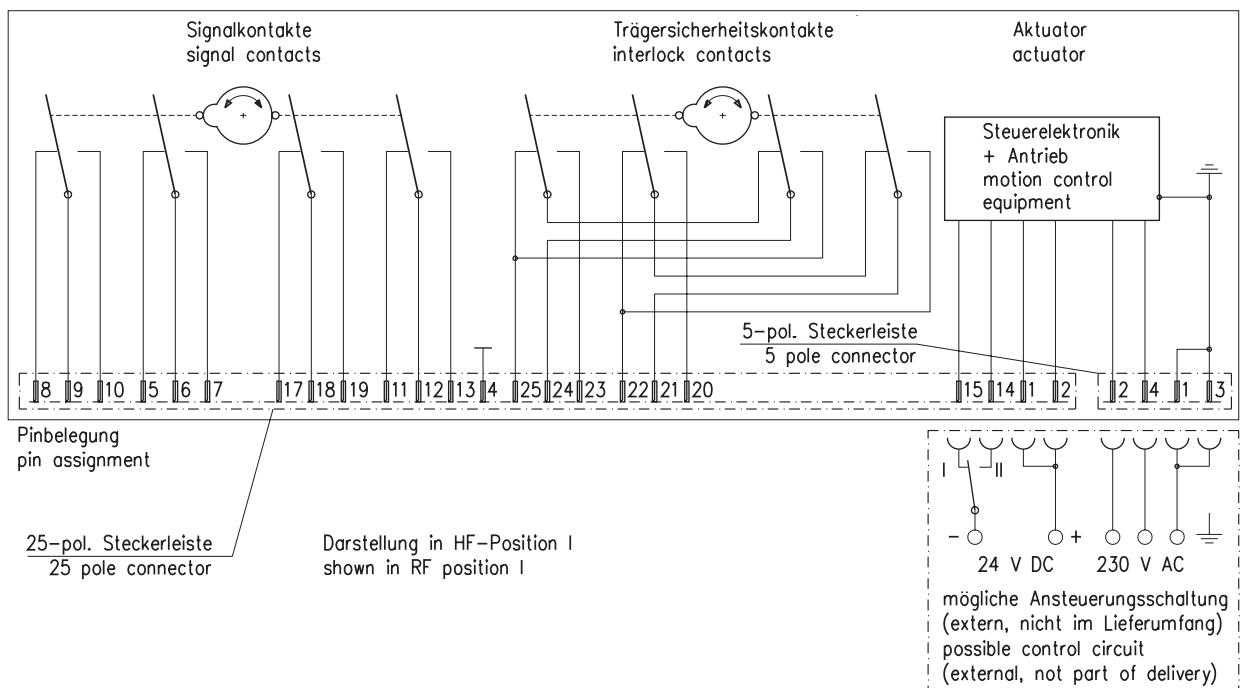 Signalkontakte
signal contacts
Trägersicherheitskontakte
interlock contacts
Aktuator
actuator
Steuerelektronik
+ Antrieb
motion control
equipment
5-pol. Steckerleiste
5 pole connector
8 9 10 5 6 7 17 18 19 11 12 13 4 25 24 23 22 21 20 15 14 1 2 2 4 1 3
Pinbelegung
pin assignment
25-pol. Steckerleiste
25 pole connector
Darstellung in HF-Position I
shown in RF position I
I II
- +
24 V DC 230 V AC
mögliche Ansteuerungsschaltung
(extern, nicht im Lieferumfang)
possible control circuit
(external, not part of delivery)